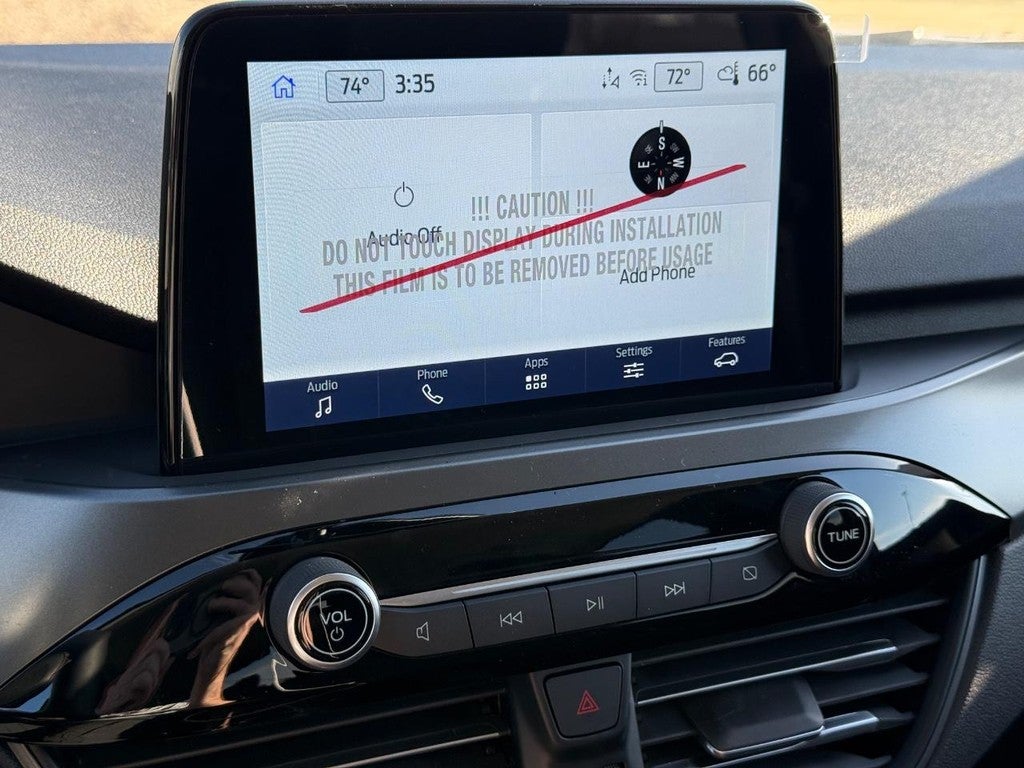 74° 3:35 72° 66°
S
E W
N
Audio Off
Add Phone
!!! CAUTION !!!
DO NOT TOUCH DISPLAY DURING INSTALLATION
THIS FILM IS TO BE REMOVED BEFORE USAGE
Audio Phone Apps Settings Features
VOL
TUNE